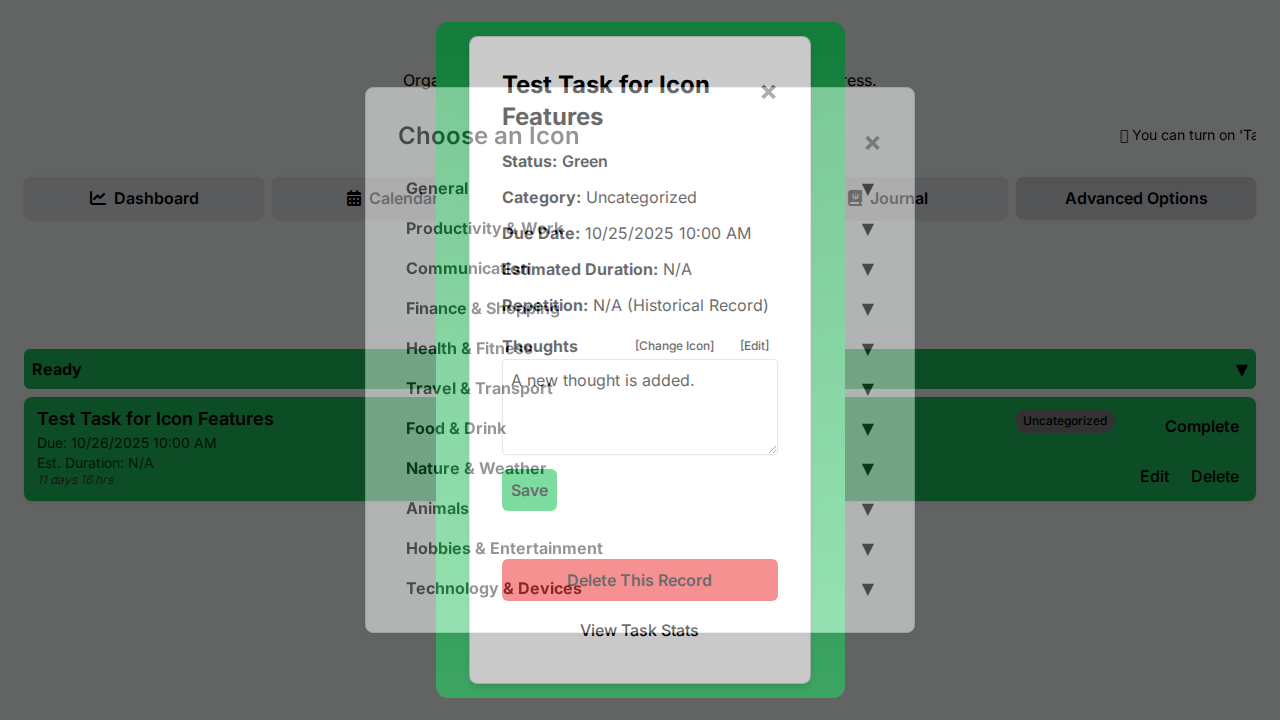 Orga
ress.
Test Task for Icon
Features
×
Choose an Icon
×
You can turn on 'Ta
Dashboard
Calendar
Journal
Advanced Options
Status: Green
General
▼
Category: Uncategorized
Productivity & Work
▼
Due Date: 10/25/2025 10:00 AM
Communication
▼
Estimated Duration: N/A
Finance & Shopping
▼
Repetition: N/A (Historical Record)
Health & Fitness
▼
Thoughts
[Change Icon]
[Edit]
Ready
▼
A new thought is added.
Travel & Transport
▼
Test Task for Icon Features
Due: 10/26/2025 10:00 AM
Est. Duration: N/A
11 days 16 hrs
Uncategorized
Complete
Edit
Delete
Food & Drink
▼
Nature & Weather
▼
Save
Animals
▼
Hobbies & Entertainment
▼
Delete This Record
Technology & Devices
▼
View Task Stats